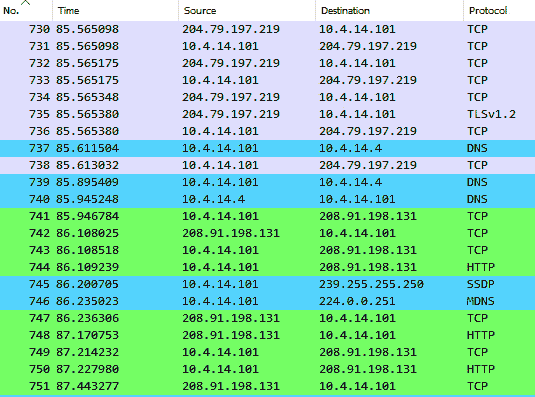 No. Time Source Destination Protocol
730 85.565098 204.79.197.219 10.4.14.101 TCP
731 85.565098 10.4.14.101 204.79.197.219 TCP
732 85.565175 204.79.197.219 10.4.14.101 TCP
733 85.565175 10.4.14.101 204.79.197.219 TCP
734 85.565348 204.79.197.219 10.4.14.101 TCP
735 85.565380 204.79.197.219 10.4.14.101 TLSv1.2
736 85.565380 10.4.14.101 204.79.197.219 TCP
737 85.611504 10.4.14.101 10.4.14.4 DNS
738 85.613032 10.4.14.101 204.79.197.219 TCP
739 85.895409 10.4.14.101 10.4.14.4 DNS
740 85.945248 10.4.14.4 10.4.14.101 DNS
741 85.946784 10.4.14.101 208.91.198.131 TCP
742 86.108025 208.91.198.131 10.4.14.101 TCP
743 86.108518 10.4.14.101 208.91.198.131 TCP
744 86.109239 10.4.14.101 208.91.198.131 HTTP
745 86.200705 10.4.14.101 239.255.255.250 SSDP
746 86.235023 10.4.14.101 224.0.0.251 MDNS
747 86.236306 208.91.198.131 10.4.14.101 TCP
748 87.170753 208.91.198.131 10.4.14.101 HTTP
749 87.214232 10.4.14.101 208.91.198.131 TCP
750 87.227980 10.4.14.101 208.91.198.131 HTTP
751 87.443277 208.91.198.131 10.4.14.101 TCP